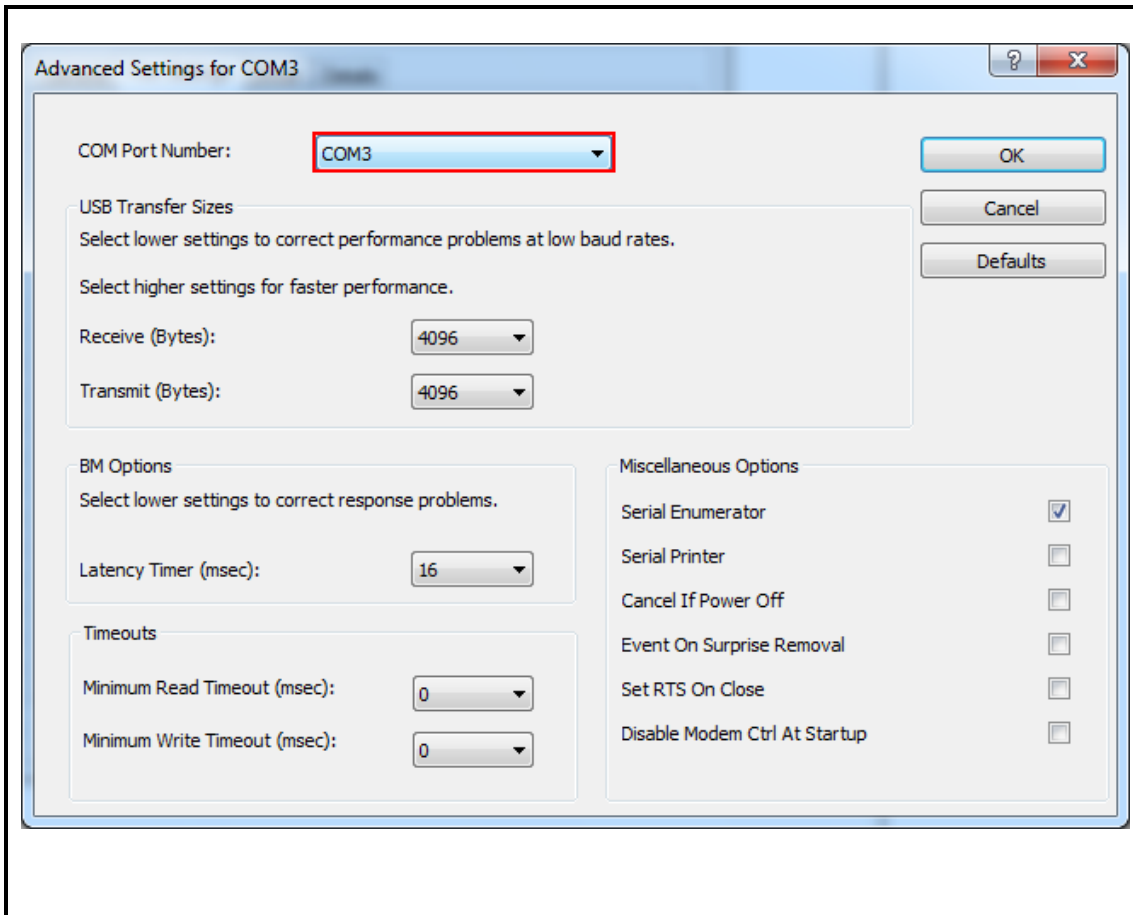 Advanced Settings for COM3
COM Port Number:
COM3
OK
USB Transfer Sizes
Cancel
Select lower settings to correct performance problems at low baud rates.
Defaults
Select higher settings for faster performance.
Receive (Bytes):
4096
Transmit (Bytes):
4096
BM Options
Select lower settings to correct response problems.
Latency Timer (msec):
16
Timeouts
Minimum Read Timeout (msec):
0
Minimum Write Timeout (msec):
0
Miscellaneous Options
Serial Enumerator
Serial Printer
Cancel If Power Off
Event On Surprise Removal
Set RTS On Close
Disable Modem Ctrl At Startup